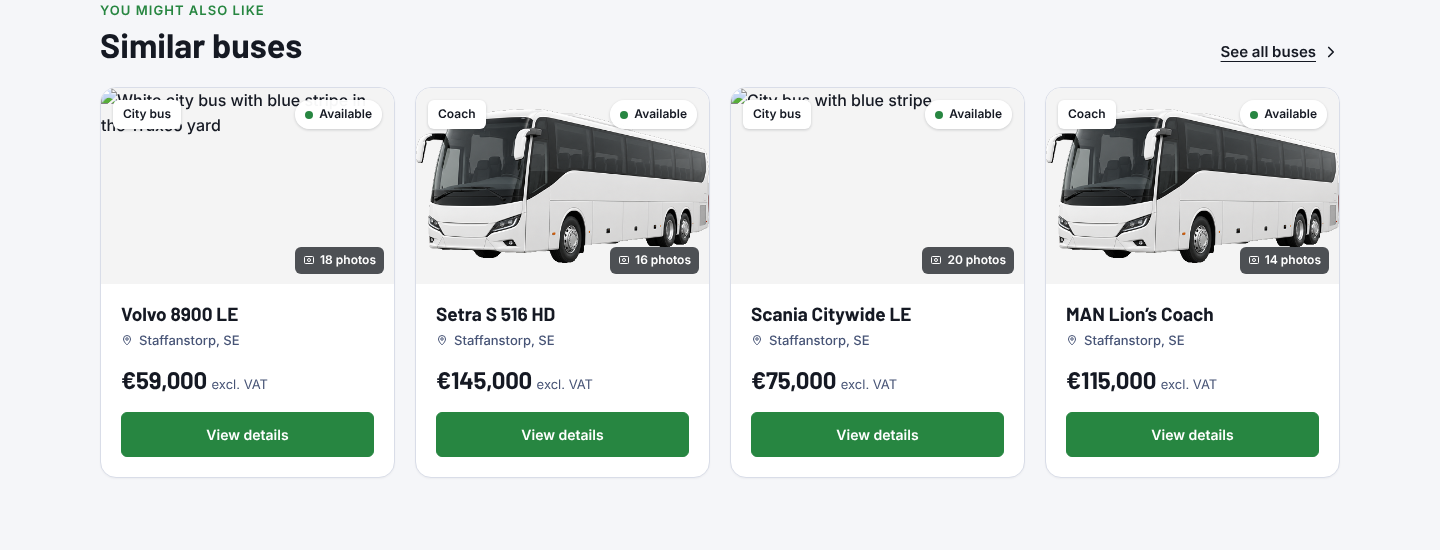 YOU MIGHT ALSO LIKE
Similar buses
See all buses
White city bus with blue stripe in
the Truxes yard
City bus
Available
18 photos
Volvo 8900 LE
Staffanstorp, SE
€59,000 excl. VAT
View details
Coach
Available
16 photos
Setra S 516 HD
Staffanstorp, SE
€145,000 excl. VAT
View details
City bus with blue stripe
City bus
Available
20 photos
Scania Citywide LE
Staffanstorp, SE
€75,000 excl. VAT
View details
Coach
Available
14 photos
MAN Lion’s Coach
Staffanstorp, SE
€115,000 excl. VAT
View details